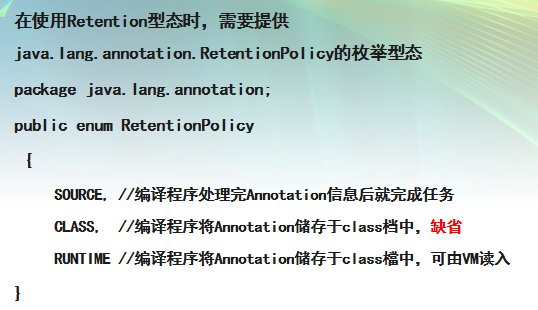 在使用Retention型态时，需要提供
java.lang.annotation.RetentionPolicy的枚举型态
package java.lang.annotation;
public enum RetentionPolicy
{
SOURCE, //编译程序处理完Annotation信息后就完成任务
CLASS, //编译程序将Annotation储存于class档中，缺省
RUNTIME //编译程序将Annotation储存于class檔中，可由VM读入
}